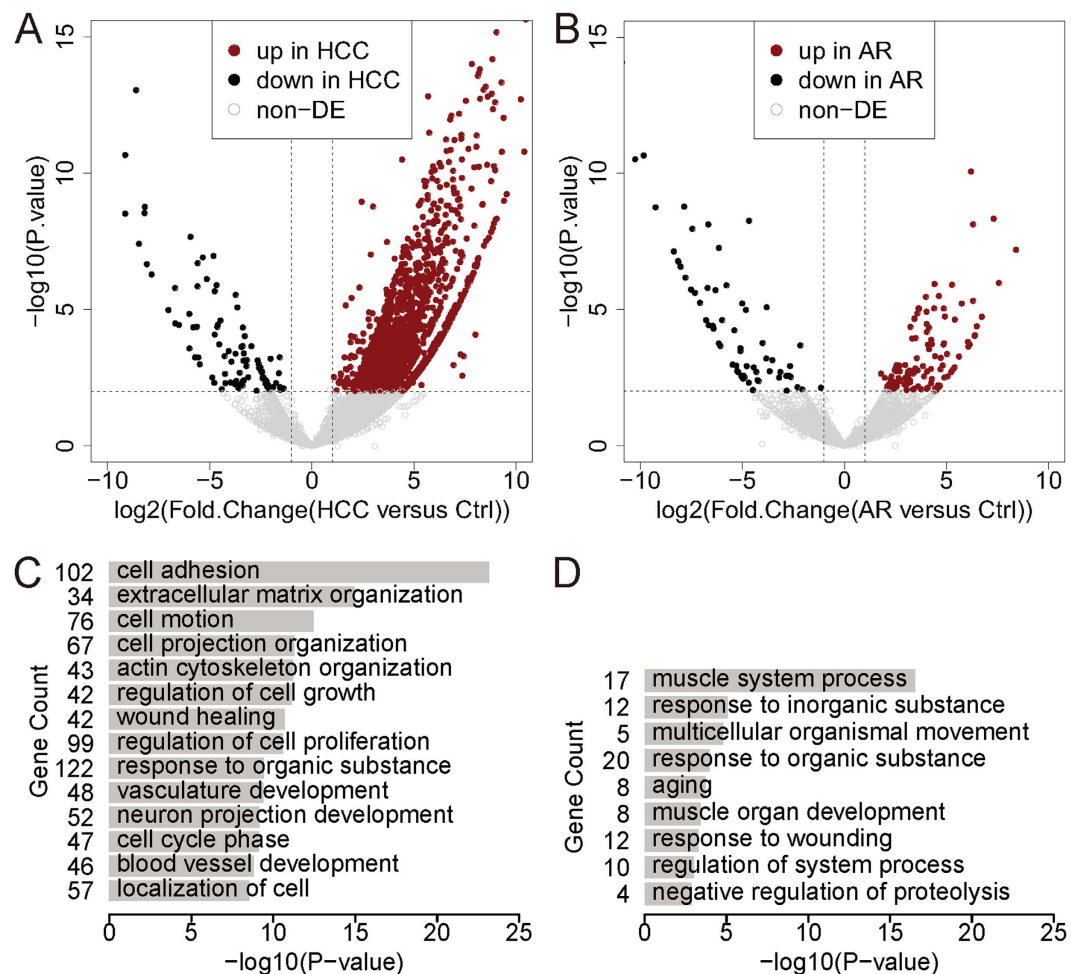 A
up in HCC
down in HCC
non−DE
−log10(P.value)
15
10
5
0
−10
−5
0
5
10
log2(Fold.Change(HCC versus Ctrl))
B
up in AR
down in AR
non−DE
−log10(P.value)
15
10
5
0
−10
−5
0
5
10
log2(Fold.Change(AR versus Ctrl))
C
Gene Count
102 cell adhesion
34 extracellular matrix organization
76 cell motion
67 cell projection organization
43 actin cytoskeleton organization
42 regulation of cell growth
42 wound healing
99 regulation of cell proliferation
122 response to organic substance
48 vasculature development
52 neuron projection development
47 cell cycle phase
46 blood vessel development
57 localization of cell
0 5 10 15 20 25
−log10(P−value)
D
Gene Count
17 muscle system process
12 response to inorganic substance
5 multicellular organismal movement
20 response to organic substance
8 aging
8 muscle organ development
12 response to wounding
10 regulation of system process
4 negative regulation of proteolysis
0 5 10 15 20 25
−log10(P−value)